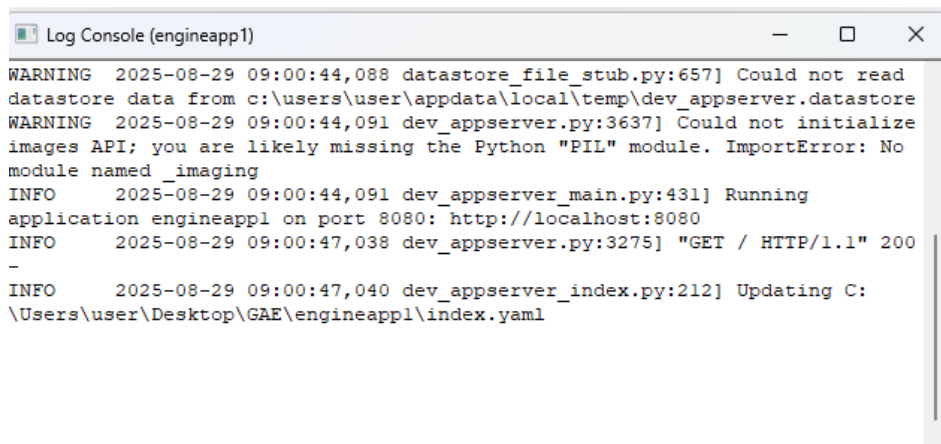 Log Console (engineapp1)
WARNING  2025-08-29 09:00:44,088 datastore_file_stub.py:657] Could not read
datastore data from c:\users\user\appdata\local\temp\dev_appserver.datastore
WARNING  2025-08-29 09:00:44,091 dev_appserver.py:3637] Could not initialize
images API; you are likely missing the Python "PIL" module. ImportError: No
module named _imaging
INFO     2025-08-29 09:00:44,091 dev_appserver_main.py:431] Running
application engineapp1 on port 8080: http://localhost:8080
INFO     2025-08-29 09:00:47,038 dev_appserver.py:3275] "GET / HTTP/1.1" 200
-
INFO     2025-08-29 09:00:47,040 dev_appserver_index.py:212] Updating C:
\Users\user\Desktop\GAE\engineapp1\index.yaml